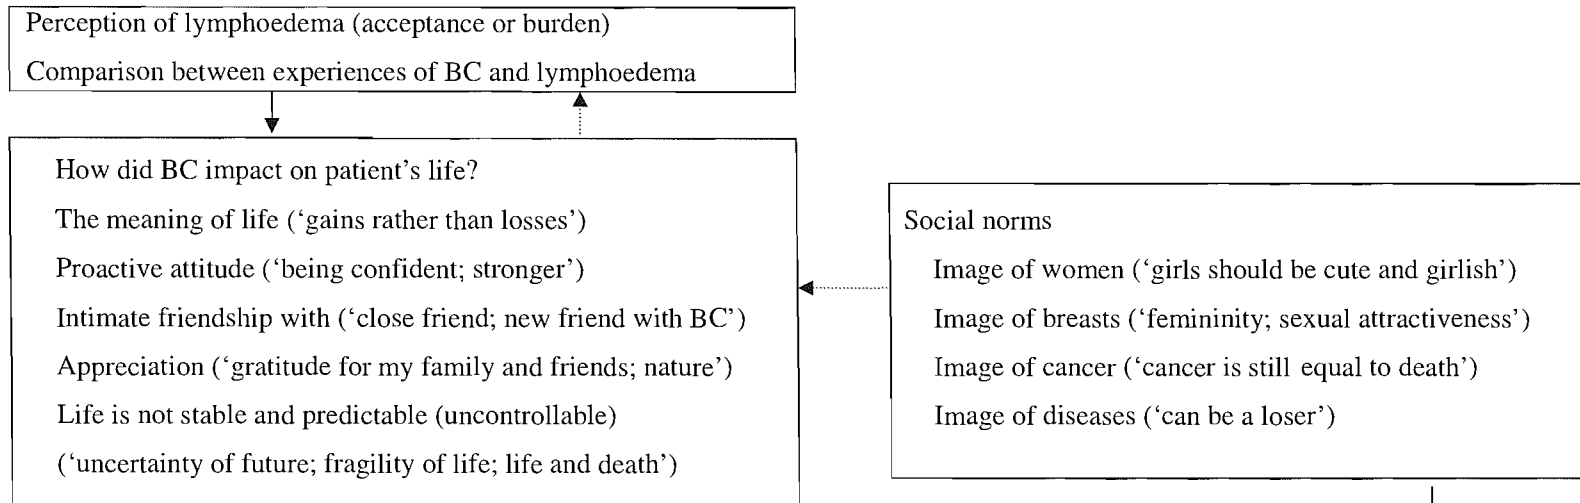 Perception of lymphoedema (acceptance or burden)
Comparison between experiences of BC and lymphoedema
How did BC impact on patient’s life?
The meaning of life (‘gains rather than losses’)
Proactive attitude (‘being confident; stronger’)
Intimate friendship with (‘close friend; new friend with BC’)
Appreciation (‘gratitude for my family and friends; nature’)
Life is not stable and predictable (uncontrollable)
(‘uncertainty of future; fragility of life; life and death’)
Social norms
Image of women (‘girls should be cute and girlish’)
Image of breasts (‘femininity; sexual attractiveness’)
Image of cancer (‘cancer is still equal to death’)
Image of diseases (‘can be a loser’)